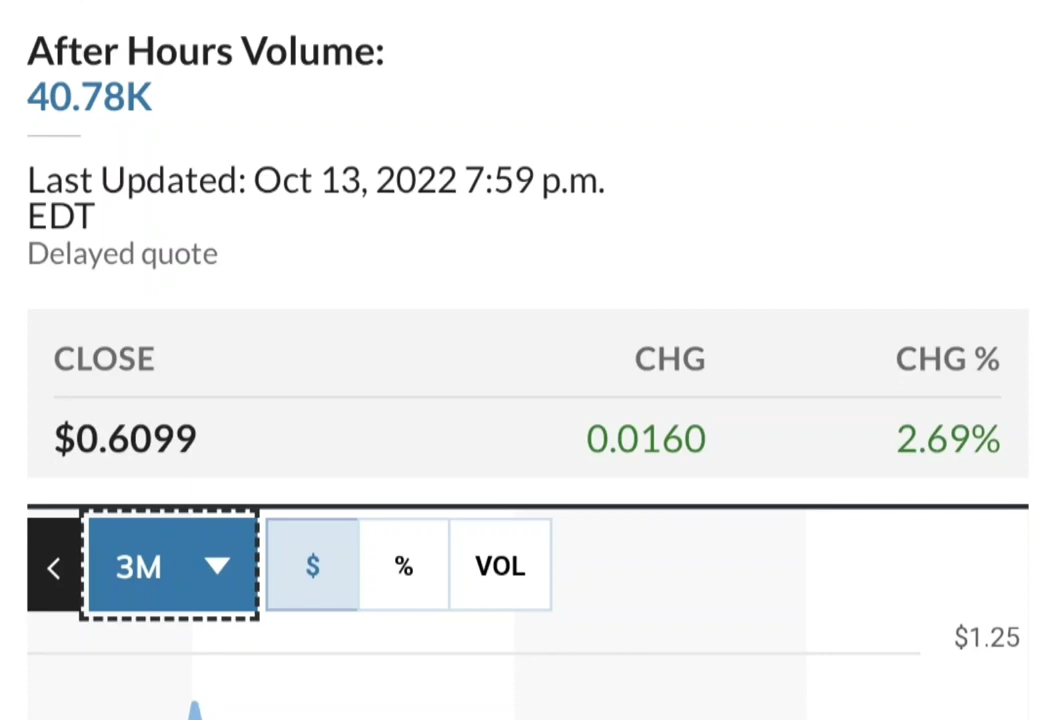 After Hours Volume:
40.78K
Last Updated: Oct 13, 2022 7:59 p.m.
EDT
Delayed quote
CLOSE CHG CHG %
$0.6099 0.0160 2.69%
3M $ % VOL
$1.25